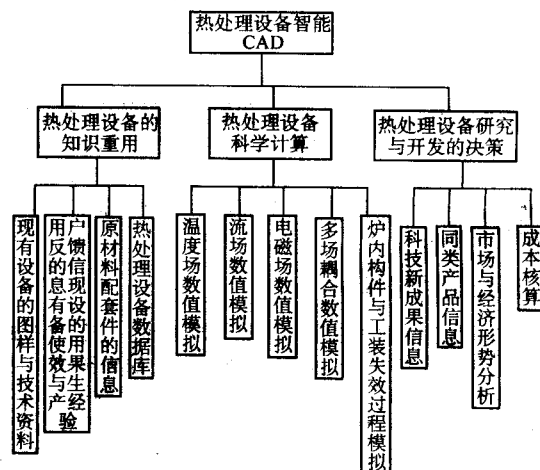 热处理设备智能
CAD
热处理设备的
知识重用
热处理设备
科学计算
热处理设备研究
与开发的决策
现有设备的图样与技术资料
用户反馈的信息现有设备的使用效果与生产经验
原材料配套件的信息
热处理设备数据库
温度场数值模拟
流场数值模拟
电磁场数值模拟
多场耦合数值模拟
炉内构件与工装失效过程模拟
科技新成果信息
同类产品信息
市场与经济形势分析
成本核算